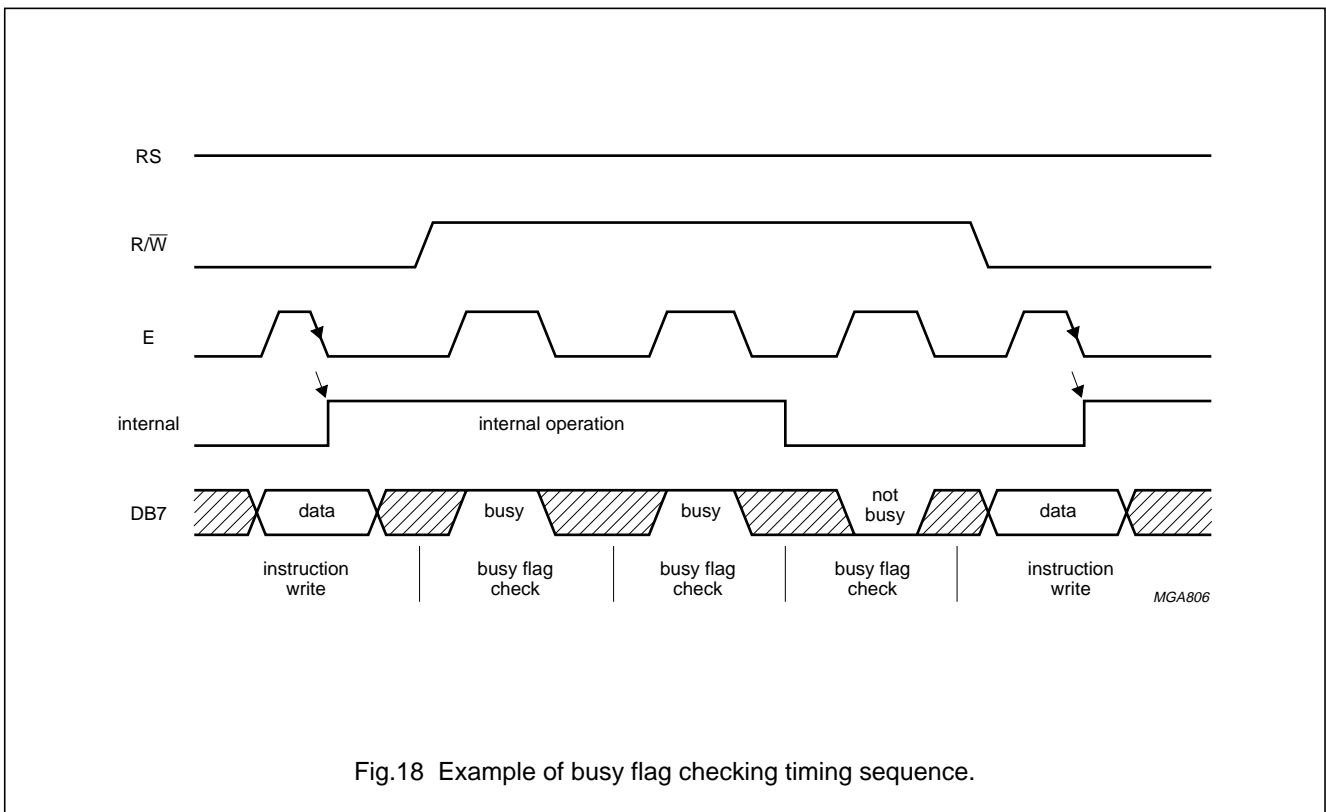 RS
R/W̅
E
internal
internal operation
DB7
data
busy
busy
not
busy
data
instruction
write
busy flag
check
busy flag
check
busy flag
check
instruction
write
MGA806
Fig.18 Example of busy flag checking timing sequence.